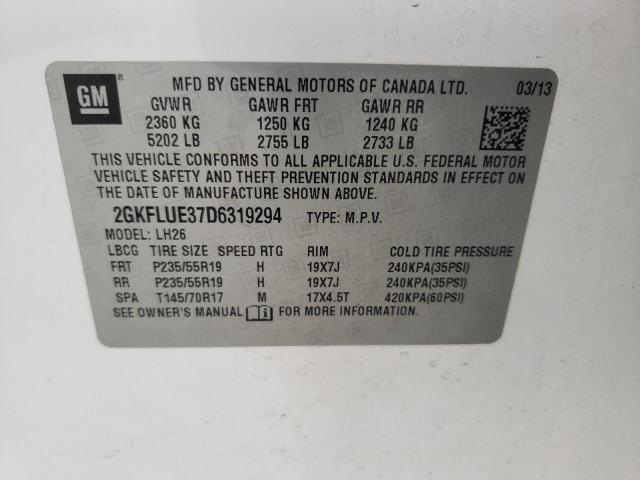 GM
MFD BY GENERAL MOTORS OF CANADA LTD. 03/13
GVWR GAWR FRT GAWR RR
2360 KG 1250 KG 1240 KG
5202 LB 2755 LB 2733 LB
THIS VEHICLE CONFORMS TO ALL APPLICABLE U.S. FEDERAL MOTOR
VEHICLE SAFETY AND THEFT PREVENTION STANDARDS IN EFFECT ON
THE DATE OF MANUFACTURE SHOWN ABOVE.
2GKFLUE37D6319294 TYPE: M.P.V.
MODEL: LH26
LBCG TIRE SIZE SPEED RTG RIM COLD TIRE PRESSURE
FRT P235/55R19 H 19X7J 240KPA(35PSI)
RR P235/55R19 H 19X7J 240KPA(35PSI)
SPA T145/70R17 M 17X4.5T 420KPA(60PSI)
SEE OWNER'S MANUAL FOR MORE INFORMATION.